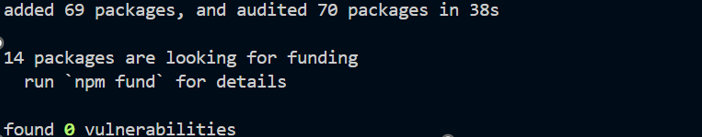 added 69 packages, and audited 70 packages in 38s
14 packages are looking for funding
  run `npm fund` for details
found 0 vulnerabilities